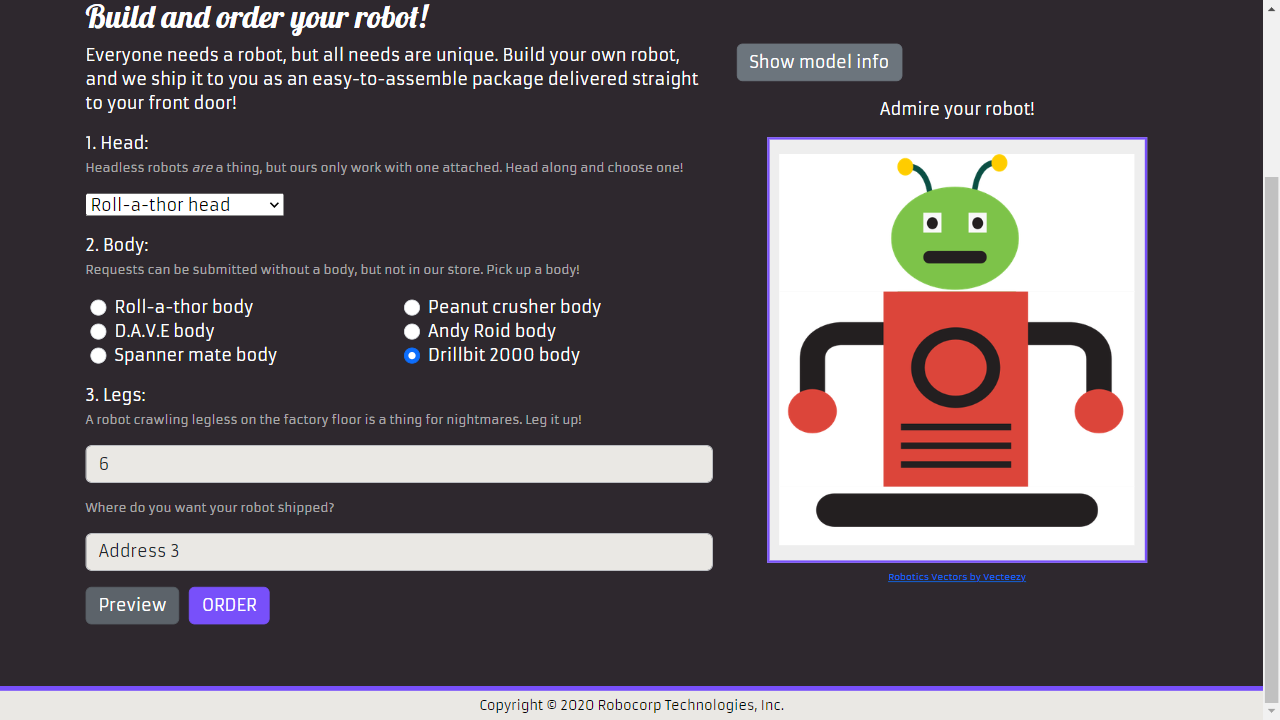 Build and order your robot!
Everyone needs a robot, but all needs are unique. Build your own robot,
and we ship it to you as an easy-to-assemble package delivered straight
to your front door!
1. Head:
Headless robots are a thing, but ours only work with one attached. Head along and choose one!
Roll-a-thor head
2. Body:
Requests can be submitted without a body, but not in our store. Pick up a body!
Roll-a-thor body
Peanut crusher body
D.A.V.E body
Andy Roid body
Spanner mate body
Drillbit 2000 body
3. Legs:
A robot crawling legless on the factory floor is a thing for nightmares. Leg it up!
6
Where do you want your robot shipped?
Address 3
Preview
ORDER
Show model info
Admire your robot!
Robotics Vectors by Vecteezy
Copyright © 2020 Robocorp Technologies, Inc.